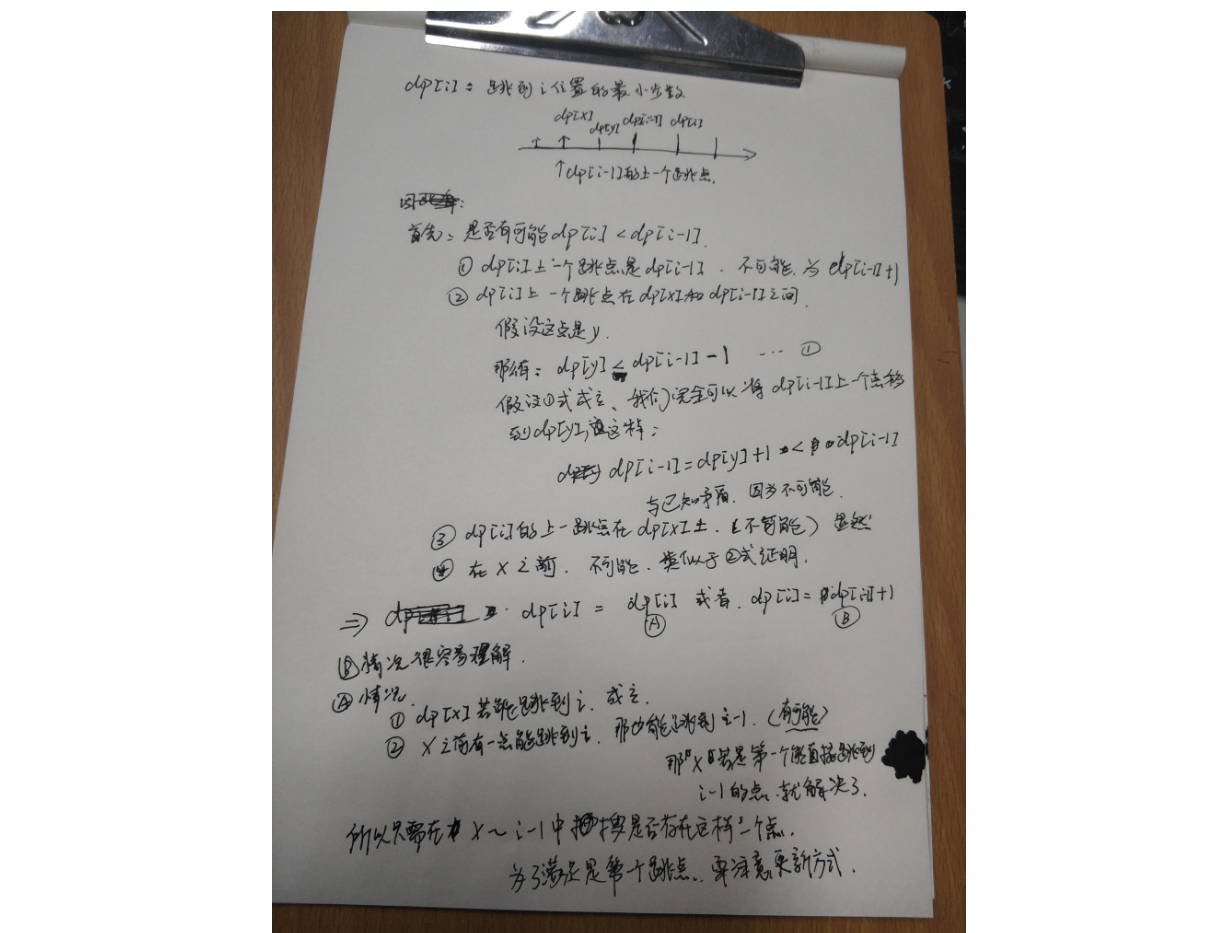 dp[i]: 跳到i位置的最小步数
dp[x] dp[y] dp[i-1] dp[i]
↑dp[i-1]的上一个跳点.
因
首先: 是否有可能dp[i] < dp[i-1].
① dp[i]上一个跳点是dp[i-1]. 不可能. 为 dp[i-1]+1
② dp[i]上一个跳点在dp[x]和dp[i-1]之间.
假设这点是y.
那有: dp[y] ≤ dp[i-1] - 1 ... ①
假设①式成立、我们完全可以将dp[i-1]上一个点移
到dp[y],这样:
dp[i-1] = dp[y]+1 < dp[i-1]
与已知矛盾. 因为不可能.
③ dp[i]的上一跳点在dp[x]上. (不可能) 显然
④ 在x之前. 不可能. 类似于②式证明.
⇒ dp[i] = dp[i] 或者. dp[i] = dp[i]+1
Ⓐ Ⓑ
Ⓑ情况很容易理解.
Ⓐ情况.
① dp[x]若能跳到i. 成立.
② x之前有一点能跳到i. 那也能跳到i-1. (有可能)
那"x"若是第一个能直接跳到
i-1的点. 就解决了.
所以只需在x~i-1中搜是否存在这样一个点.
为了满足是第一个跳点. 要注意更新方式.